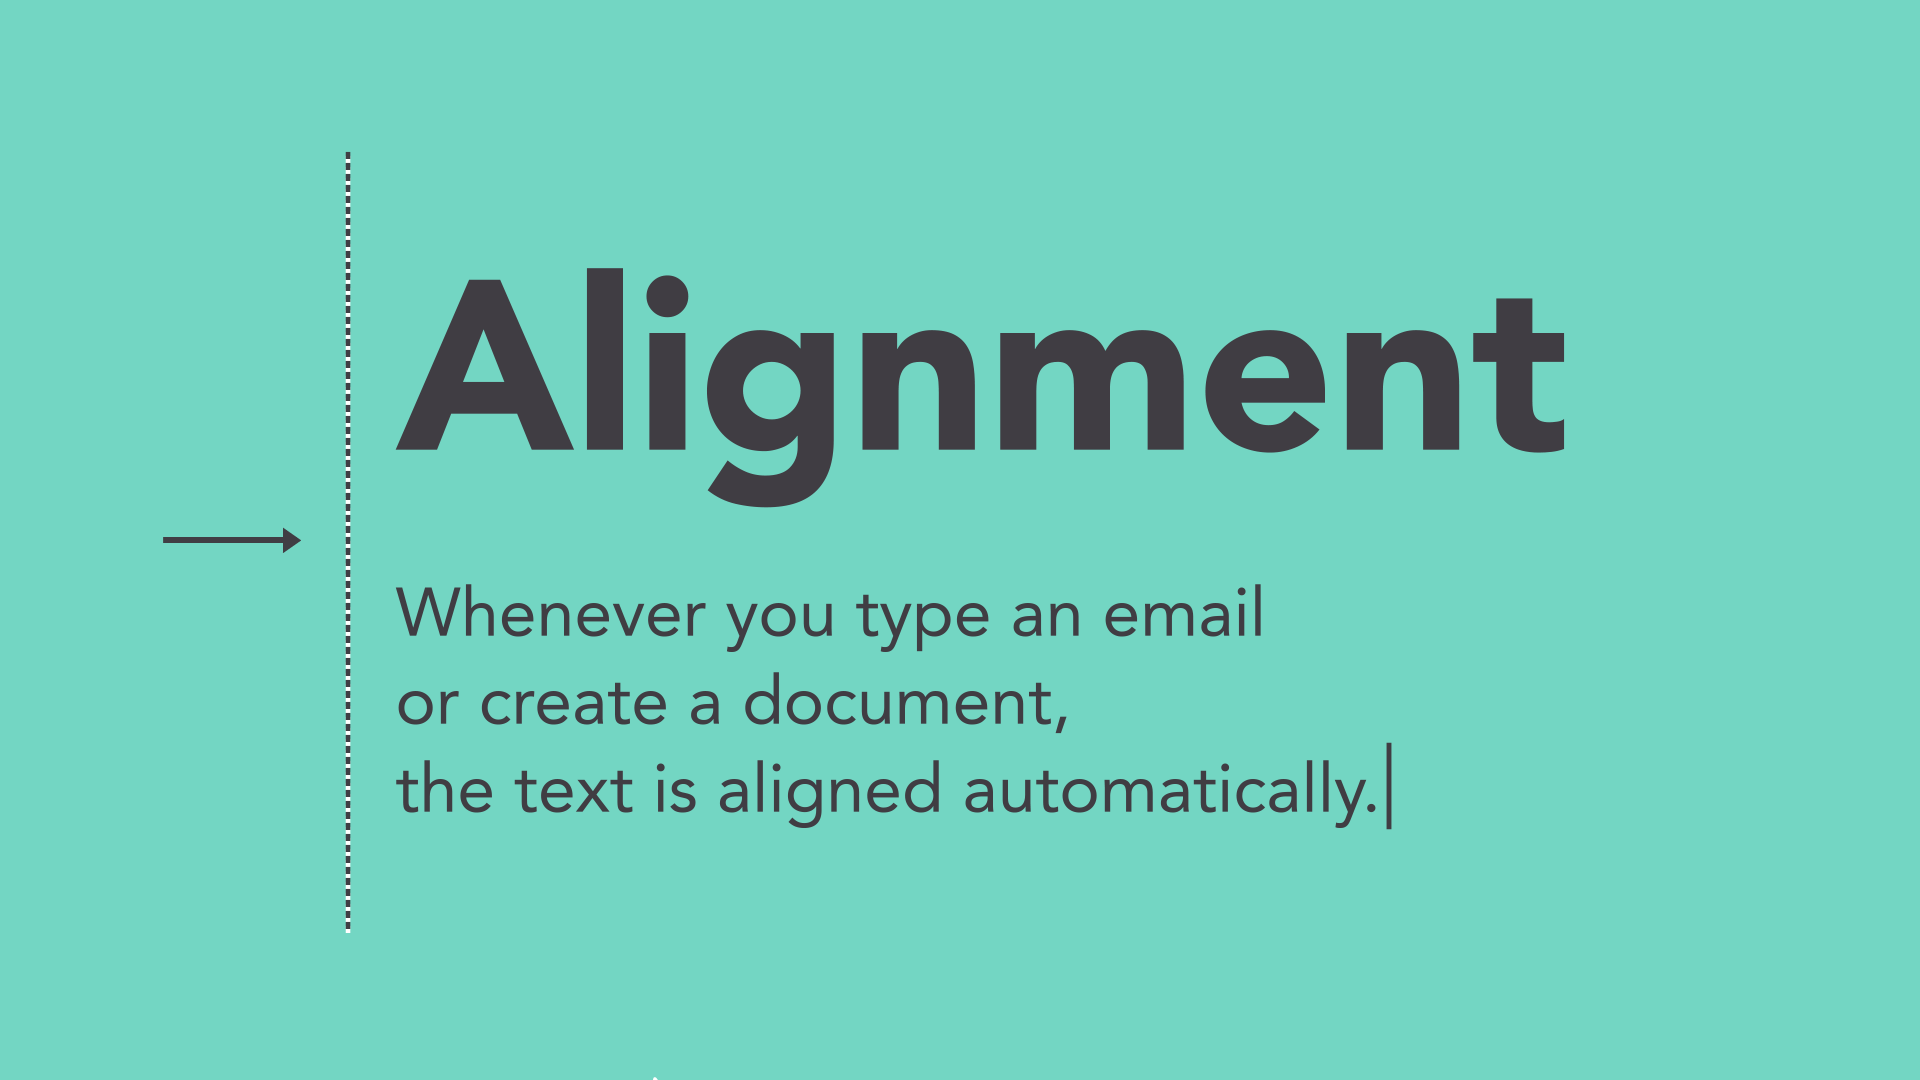 Alignment
Whenever you type an email
or create a document,
the text is aligned automatically.